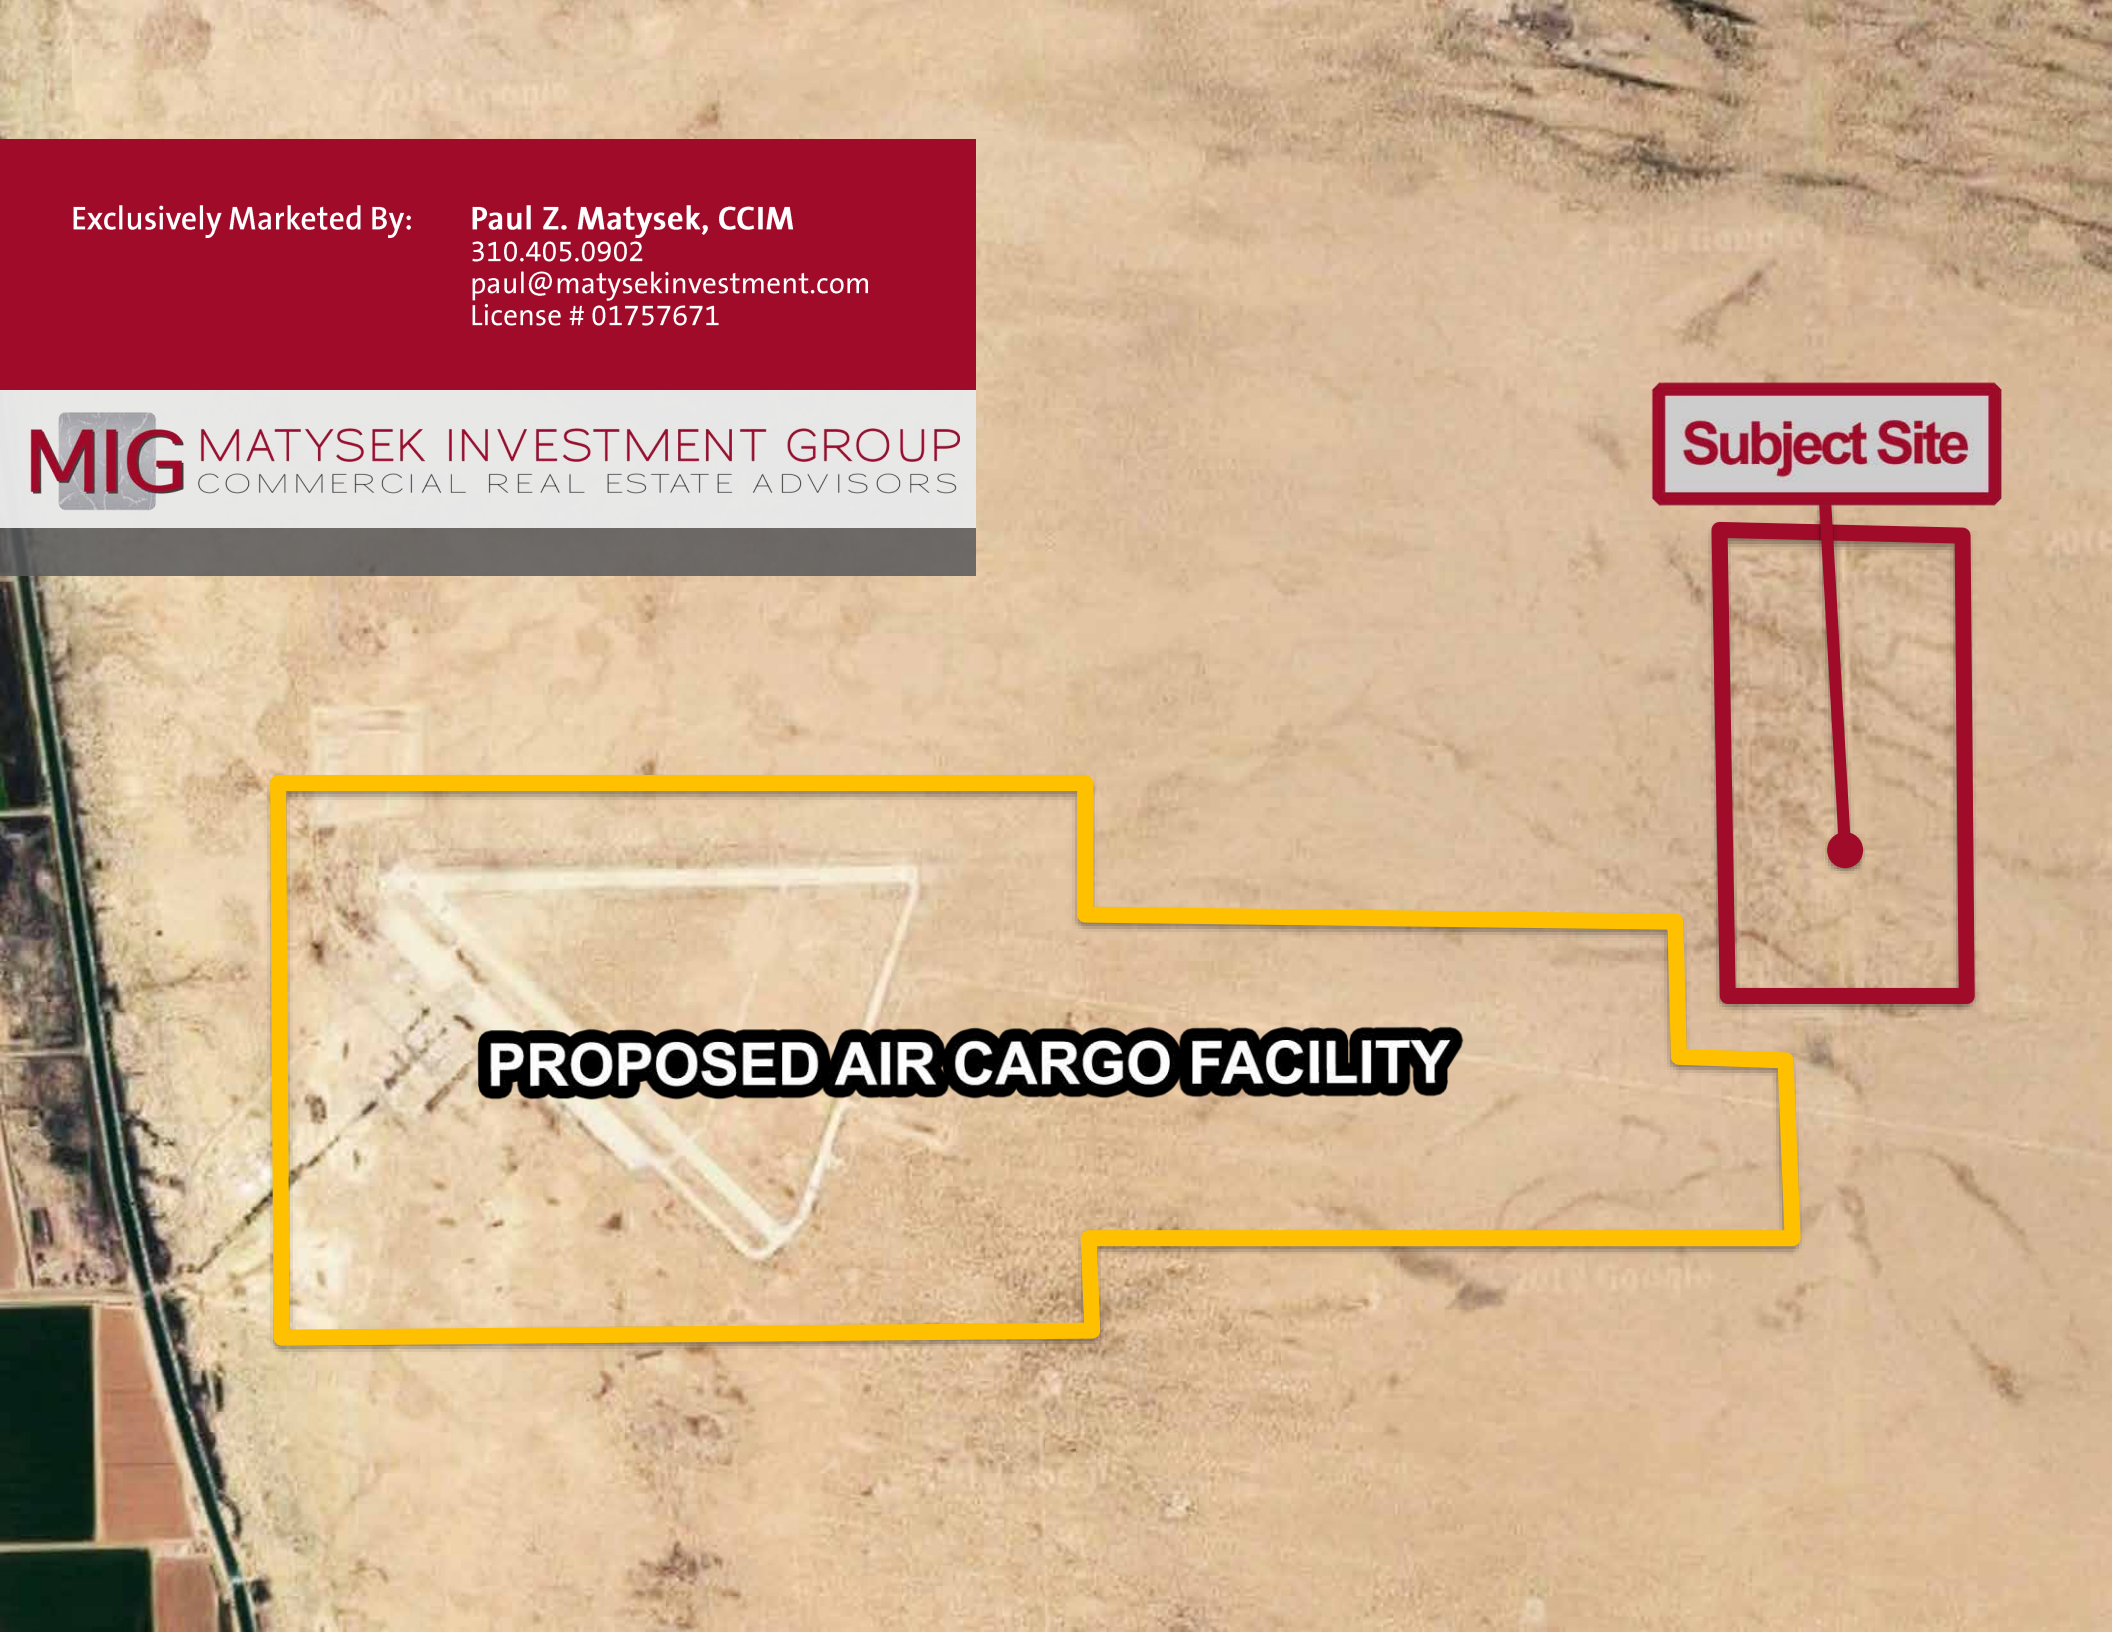 Exclusively Marketed By:
Paul Z. Matysek, CCIM
310.405.0902
paul@matysekinvestment.com
License # 01757671
MIG MATYSEK INVESTMENT GROUP
COMMERCIAL REAL ESTATE ADVISORS
Subject Site
PROPOSED AIR CARGO FACILITY